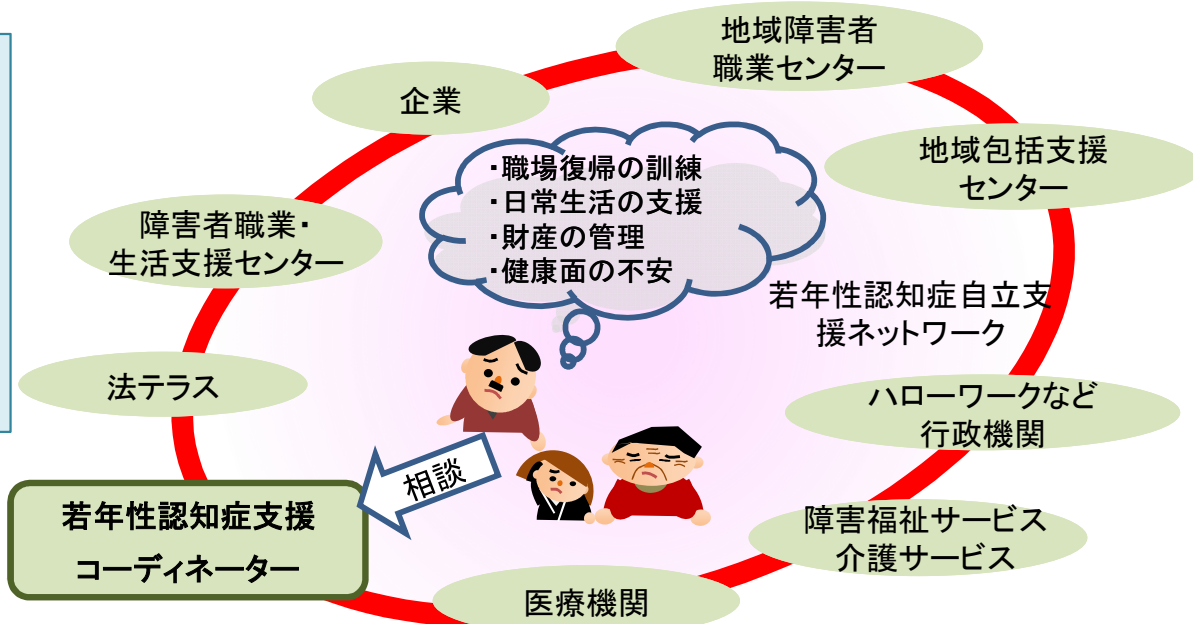 地域障害者
職業センター
企業
地域包括支援
センター
・職場復帰の訓練
・日常生活の支援
・財産の管理
・健康面の不安
障害者職業・
生活支援センター
若年性認知症自立支
援ネットワーク
法テラス
ハローワークなど
行政機関
相談
若年性認知症支援
コーディネーター
障害福祉サービス
介護サービス
医療機関